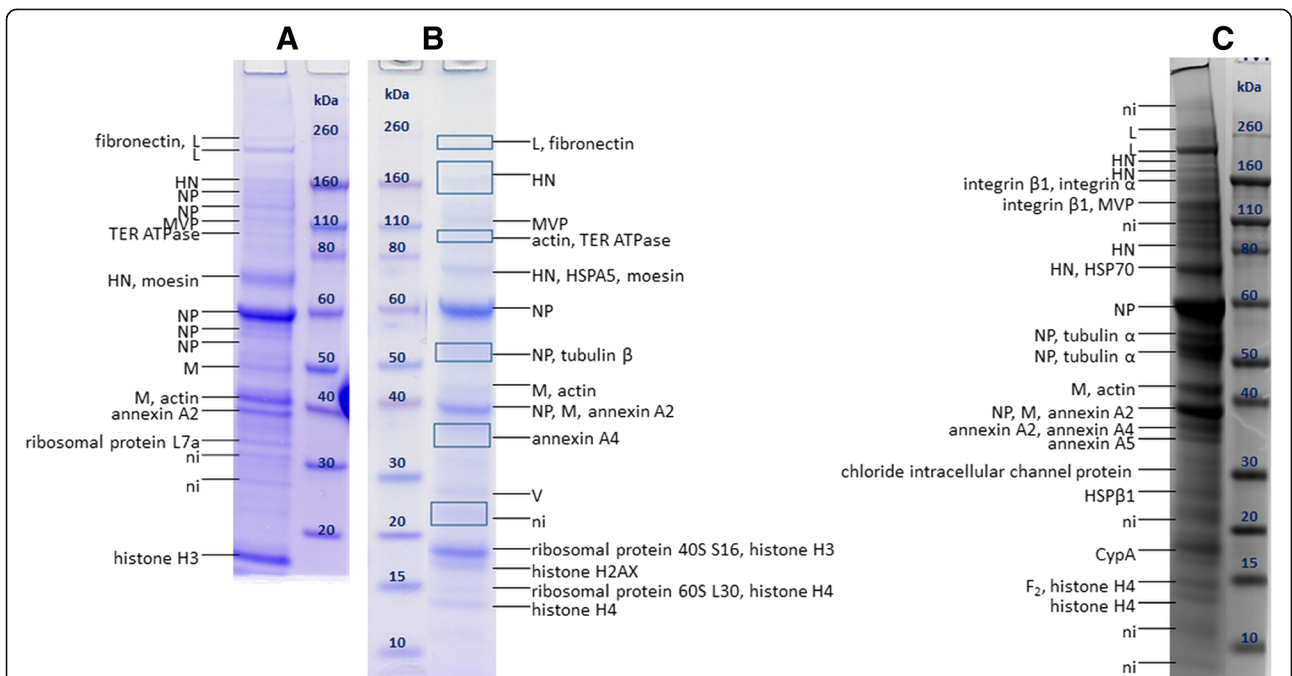 A
B
C
kDa
260
160
110
80
60
50
40
30
20
fibronectin, L
L
HN
NP
NP
MVP
TER ATPase
HN, moesin
NP
NP
NP
M
M, actin
annexin A2
ribosomal protein L7a
ni
ni
histone H3
kDa
260
160
110
80
60
50
40
30
20
15
10
L, fibronectin
HN
MVP
actin, TER ATPase
HN, HSPA5, moesin
NP
NP, tubulin β
M, actin
NP, M, annexin A2
annexin A4
V
ni
ribosomal protein 40S S16, histone H3
histone H2AX
ribosomal protein 60S L30, histone H4
histone H4
ni
L
L
HN
HN
integrin β1, integrin α
integrin β1, MVP
ni
HN
HN, HSP70
NP
NP, tubulin α
NP, tubulin α
M, actin
NP, M, annexin A2
annexin A2, annexin A4
annexin A5
chloride intracellular channel protein
HSPβ1
ni
CypA
F₂, histone H4
histone H4
ni
ni
kDa
260
160
110
80
60
50
40
30
20
15
10